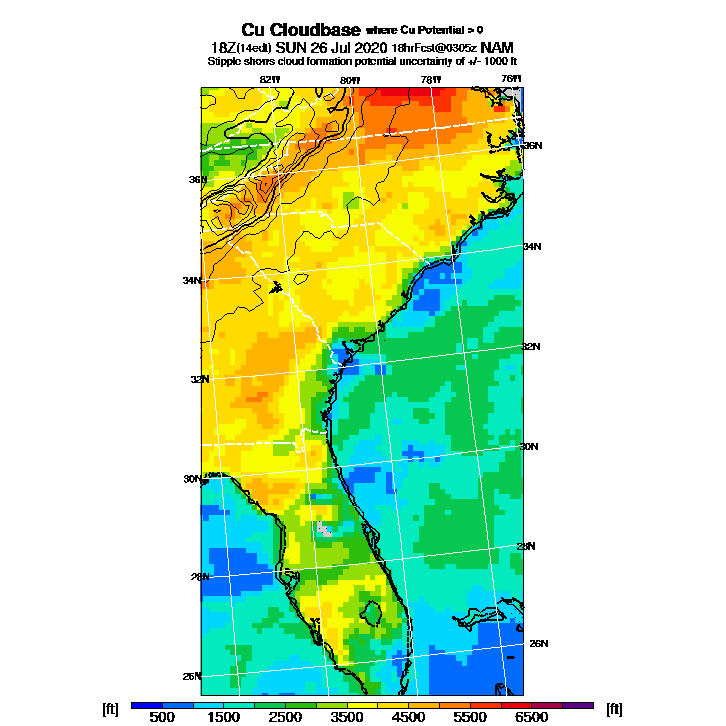 Cu Cloudbase where Cu Potential > 0
18Z(14edt) SUN 26 Jul 2020 18hrFcst@0305z NAM
Stipple shows cloud formation potential uncertainty of +/- 1000 ft
82W 80W 78W 76W
36N
36N
34N
34N
32N
32N
30N
30N
28N
28N
26N
26N
[ft] 500 1500 2500 3500 4500 5500 6500 [ft]